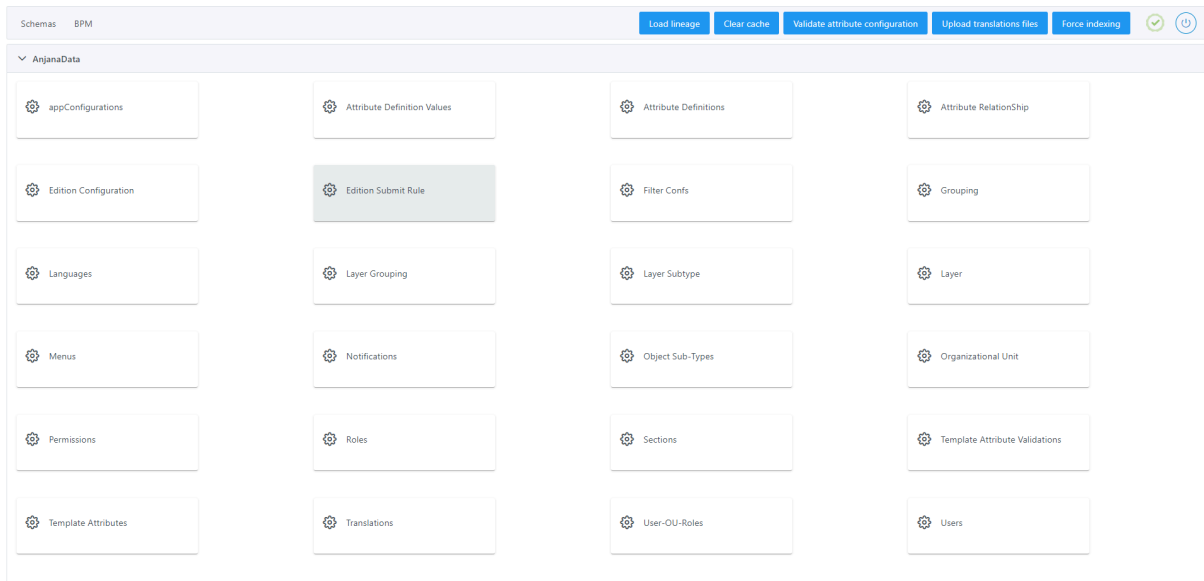 Schemas BPM Load lineage Clear cache Validate attribute configuration Upload translations files Force indexing
AnjanaData
appConfigurations Attribute Definition Values Attribute Definitions Attribute RelationShip
Edition Configuration Edition Submit Rule Filter Confs Grouping
Languages Layer Grouping Layer Subtype Layer
Menus Notifications Object Sub-Types Organizational Unit
Permissions Roles Sections Template Attribute Validations
Template Attributes Translations User-OU-Roles Users